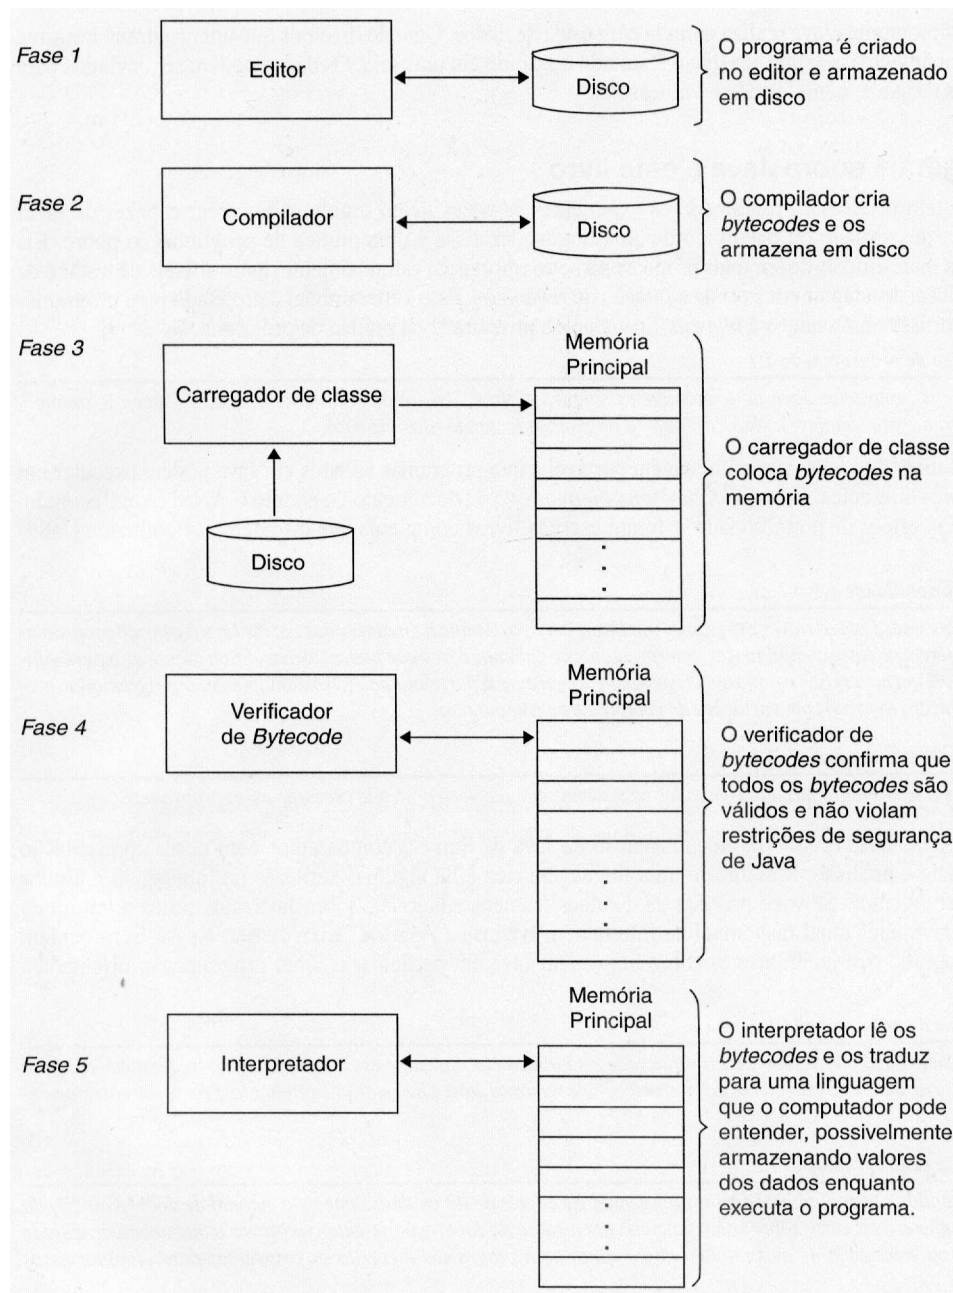 Fase 1
Editor
Disco
O programa é criado
no editor e armazenado
em disco
Fase 2
Compilador
Disco
O compilador cria
bytecodes e os
armazena em disco
Fase 3
Carregador de classe
Disco
Memória
Principal
O carregador de classe
coloca bytecodes na
memória
Fase 4
Verificador
de Bytecode
Memória
Principal
O verificador de
bytecodes confirma que
todos os bytecodes são
válidos e não violam
restrições de segurança
de Java
Fase 5
Interpretador
Memória
Principal
O interpretador lê os
bytecodes e os traduz
para uma linguagem
que o computador pode
entender, possivelmente
armazenando valores
dos dados enquanto
executa o programa.